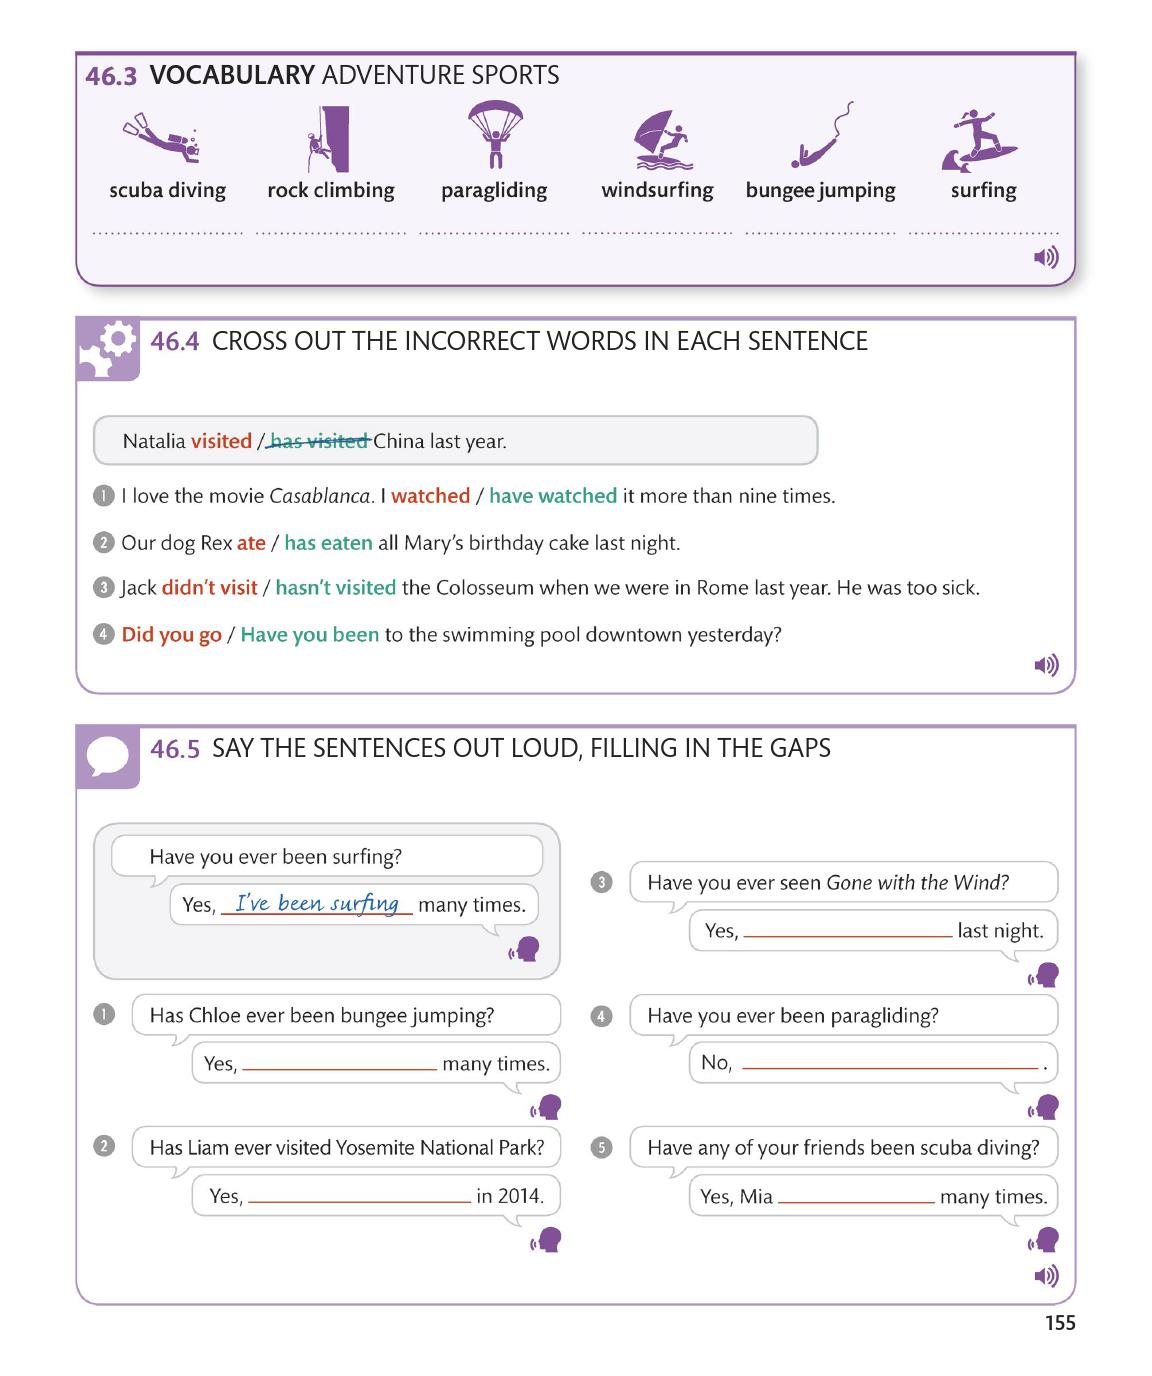 46.3 VOCABULARY ADVENTURE SPORTS
scuba diving
rock climbing
paragliding
windsurfing
bungee jumping
surfing
46.4 CROSS OUT THE INCORRECT WORDS IN EACH SENTENCE
Natalia visited / has visited China last year.
1 I love the movie Casablanca. I watched / have watched it more than nine times.
2 Our dog Rex ate / has eaten all Mary's birthday cake last night.
3 Jack didn't visit / hasn't visited the Colosseum when we were in Rome last year. He was too sick.
4 Did you go / Have you been to the swimming pool downtown yesterday?
46.5 SAY THE SENTENCES OUT LOUD, FILLING IN THE GAPS
Have you ever been surfing?
Yes, I've been surfing many times.
1 Has Chloe ever been bungee jumping?
Yes, ____ many times.
2 Has Liam ever visited Yosemite National Park?
Yes, ____ in 2014.
3 Have you ever seen Gone with the Wind?
Yes, ____ last night.
4 Have you ever been paragliding?
No, ____ .
5 Have any of your friends been scuba diving?
Yes, Mia ____ many times.
155